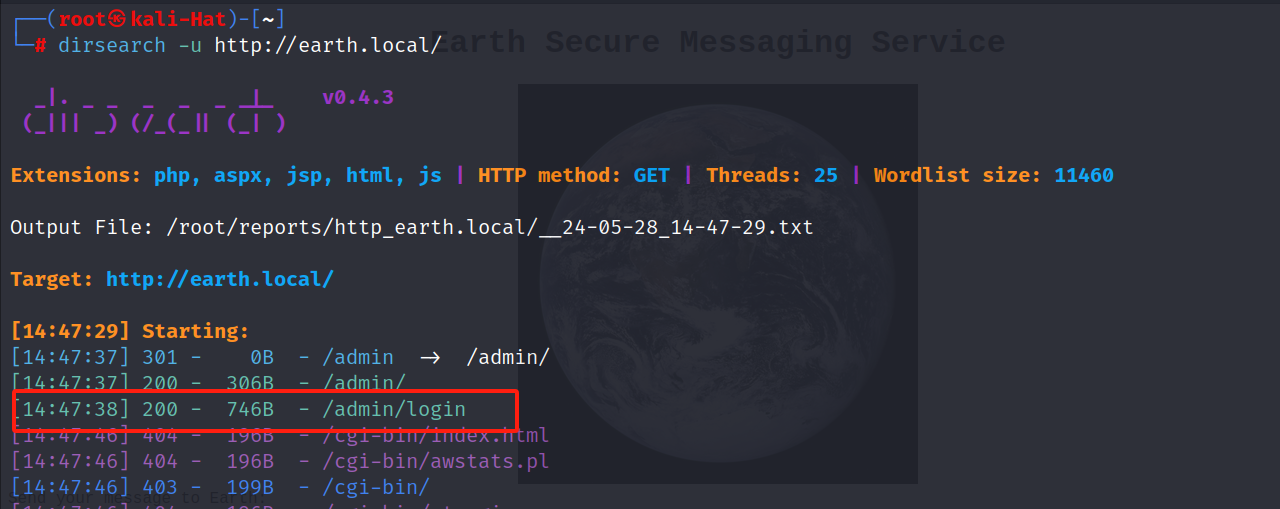 ┌──(root㉿kali-Hat)-[~]
└─# dirsearch -u http://earth.local/
Earth Secure Messaging Service
v0.4.3
Extensions: php, aspx, jsp, html, js | HTTP method: GET | Threads: 25 | Wordlist size: 11460
Output File: /root/reports/http_earth.local/__24-05-28_14-47-29.txt
Target: http://earth.local/
[14:47:29] Starting:
[14:47:37] 301 -    0B  - /admin  ->  /admin/
[14:47:37] 200 -  306B  - /admin/
[14:47:38] 200 -  746B  - /admin/login
[14:47:46] 404 -  196B  - /cgi-bin/index.html
[14:47:46] 404 -  196B  - /cgi-bin/awstats.pl
[14:47:46] 403 -  199B  - /cgi-bin/
Send your message to Earth: